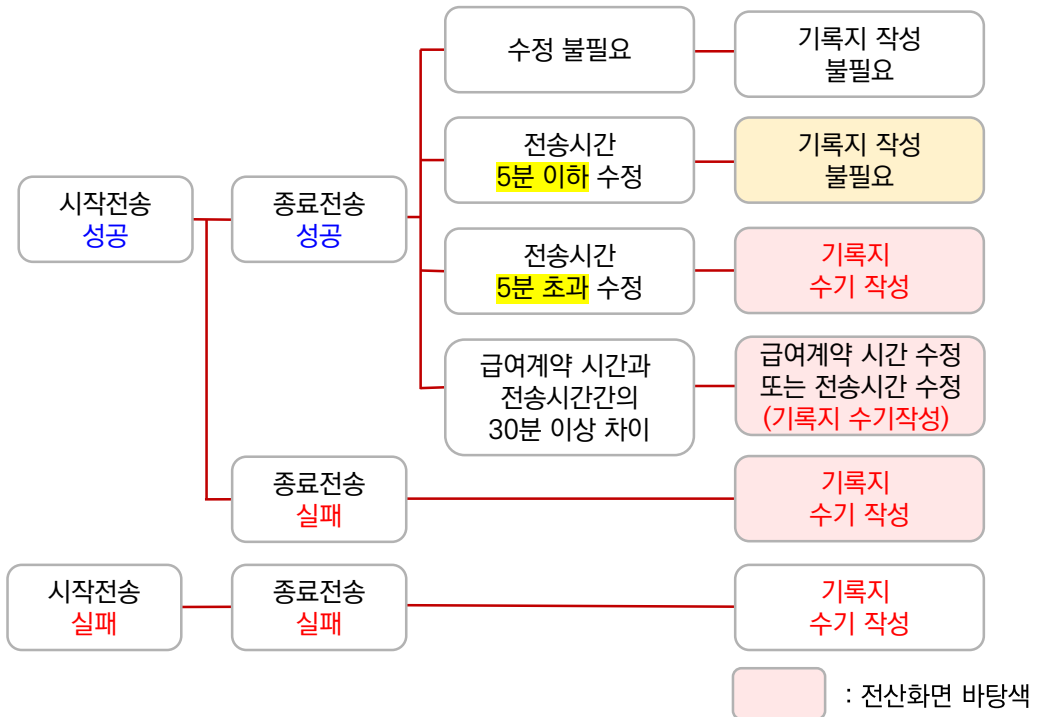 수정 불필요
기록지 작성
불필요
전송시간
5분 이하 수정
기록지 작성
불필요
시작전송
성공
종료전송
성공
전송시간
5분 초과 수정
기록지
수기 작성
급여계약 시간과
전송시간간의
30분 이상 차이
급여계약 시간 수정
또는 전송시간 수정
(기록지 수기작성)
종료전송
실패
기록지
수기 작성
시작전송
실패
종료전송
실패
기록지
수기 작성
: 전산화면 바탕색